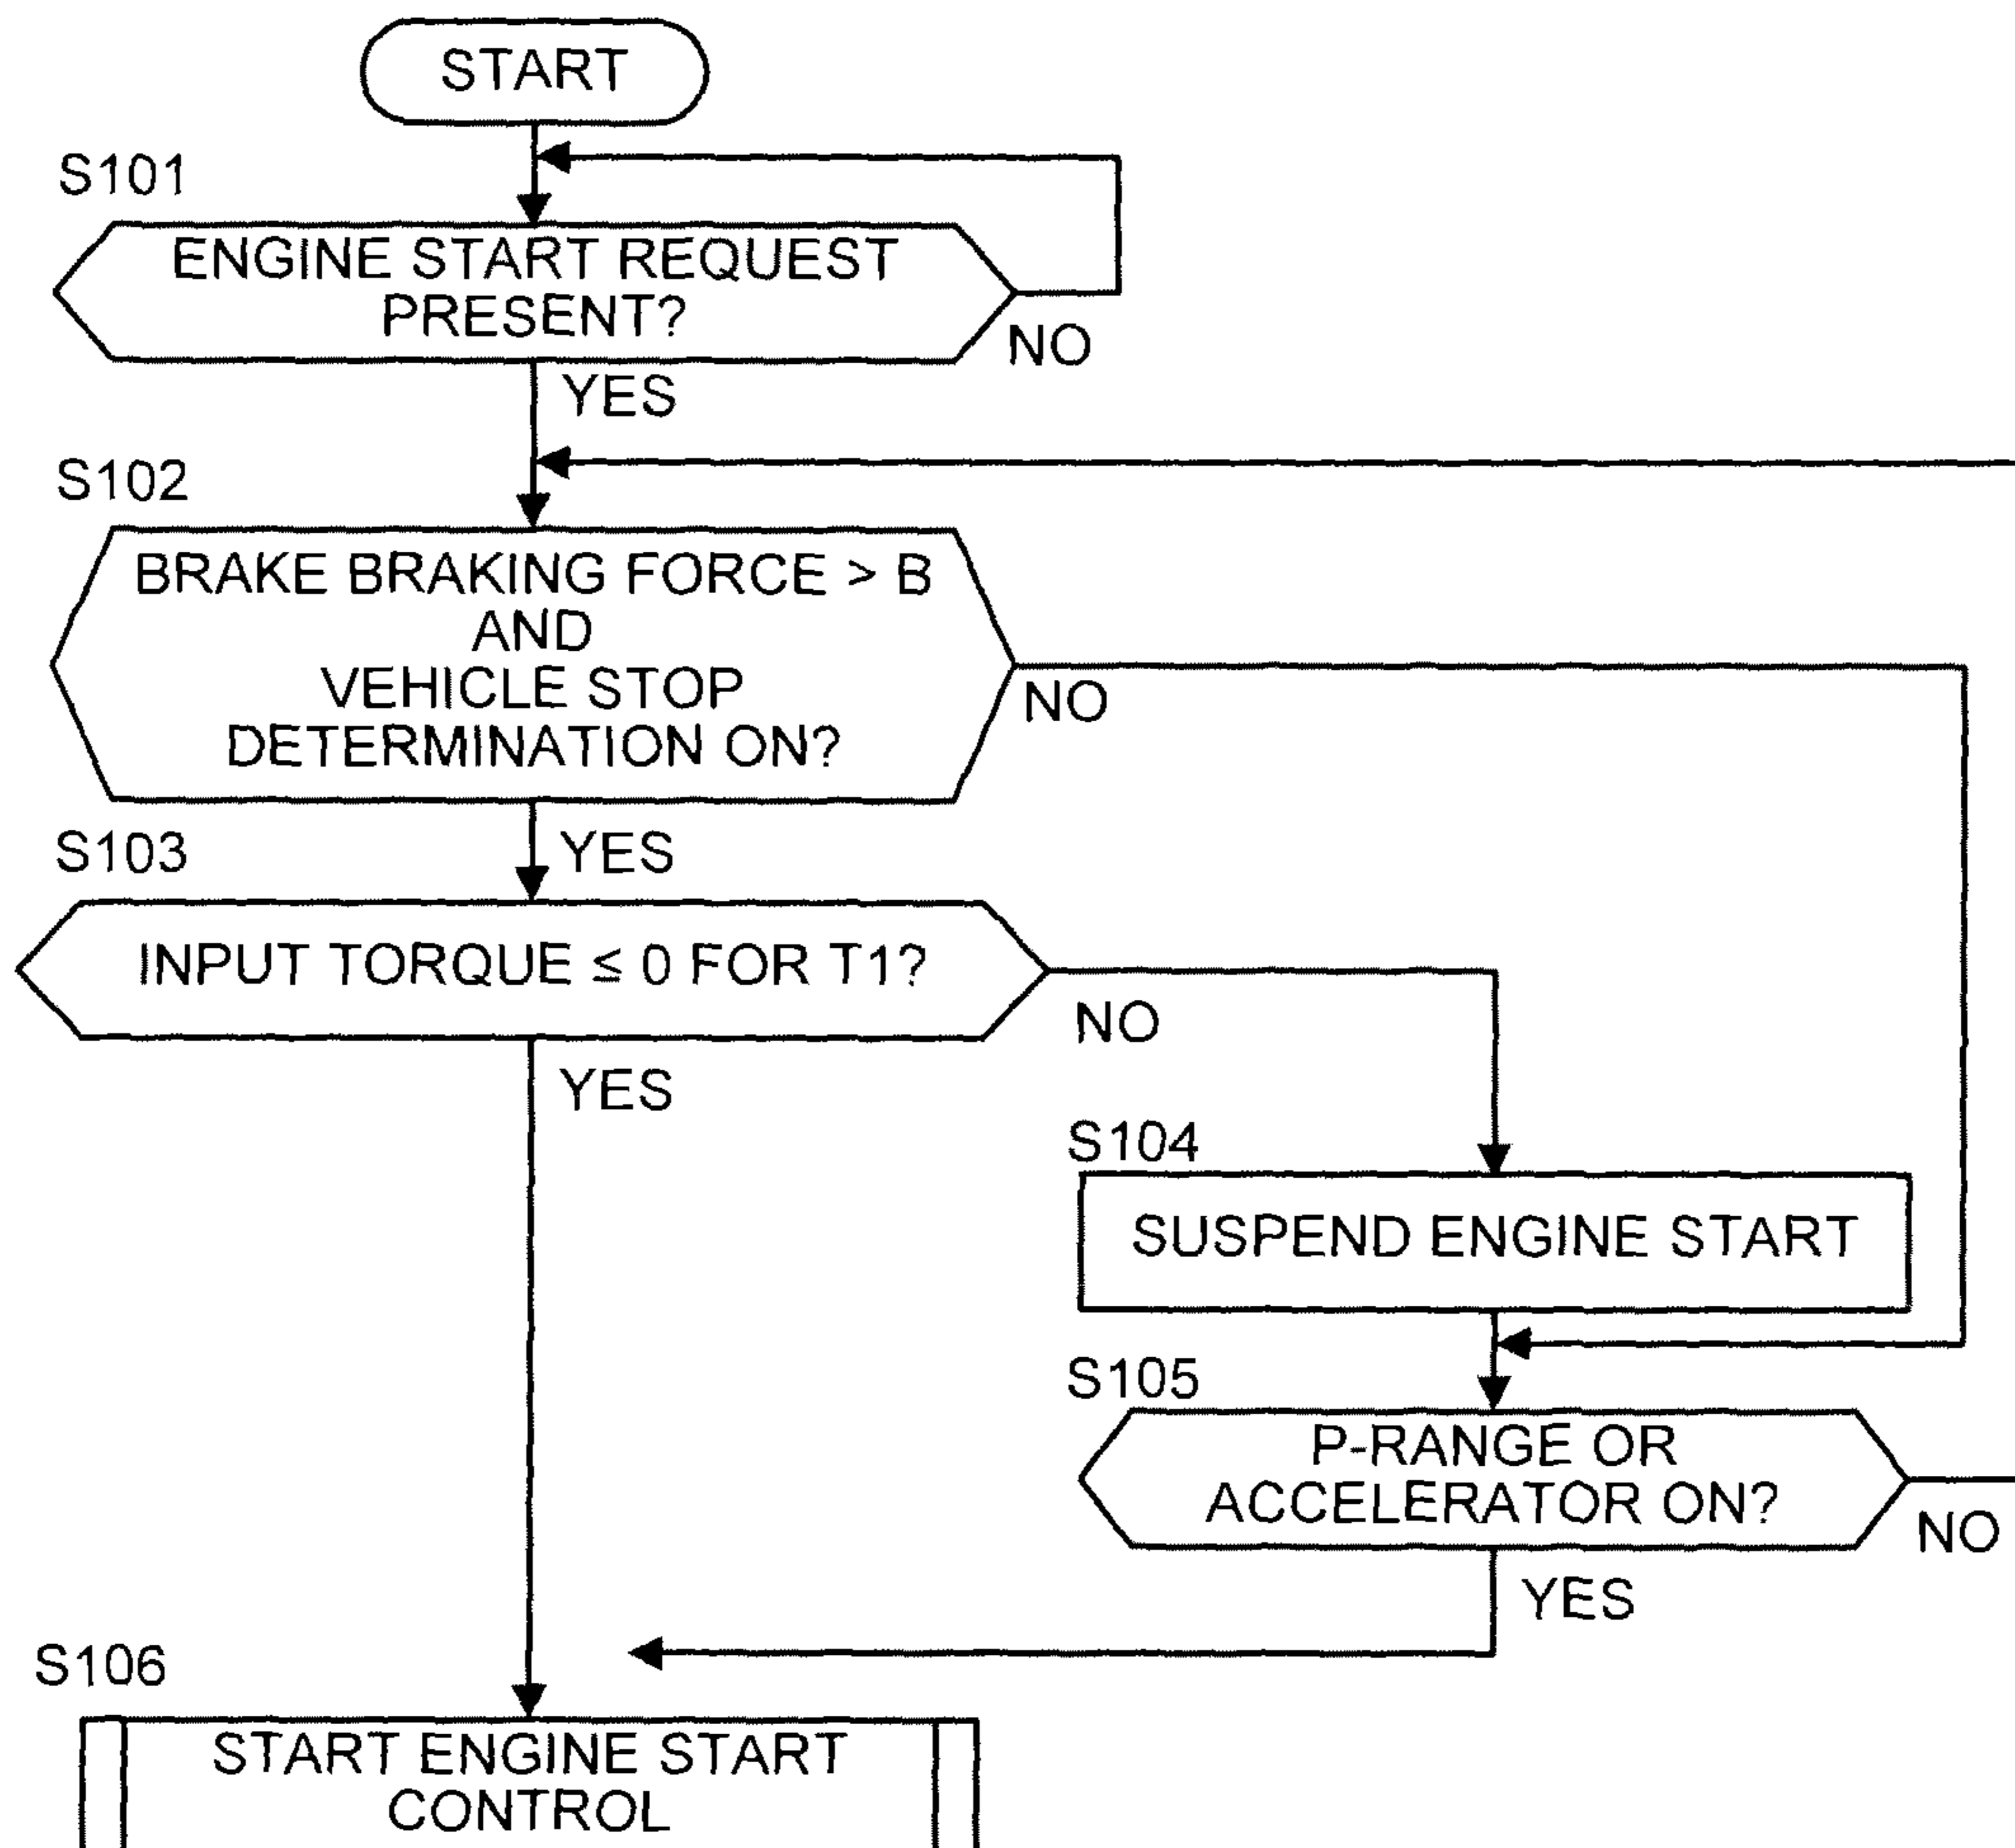 START
S101
ENGINE START REQUEST
PRESENT?
NO
YES
S102
BRAKE BRAKING FORCE > B
AND
VEHICLE STOP
DETERMINATION ON?
NO
YES
S103
INPUT TORQUE ≤ 0 FOR T1?
NO
YES
S104
SUSPEND ENGINE START
S105
P-RANGE OR
ACCELERATOR ON?
NO
YES
S106
START ENGINE START
CONTROL